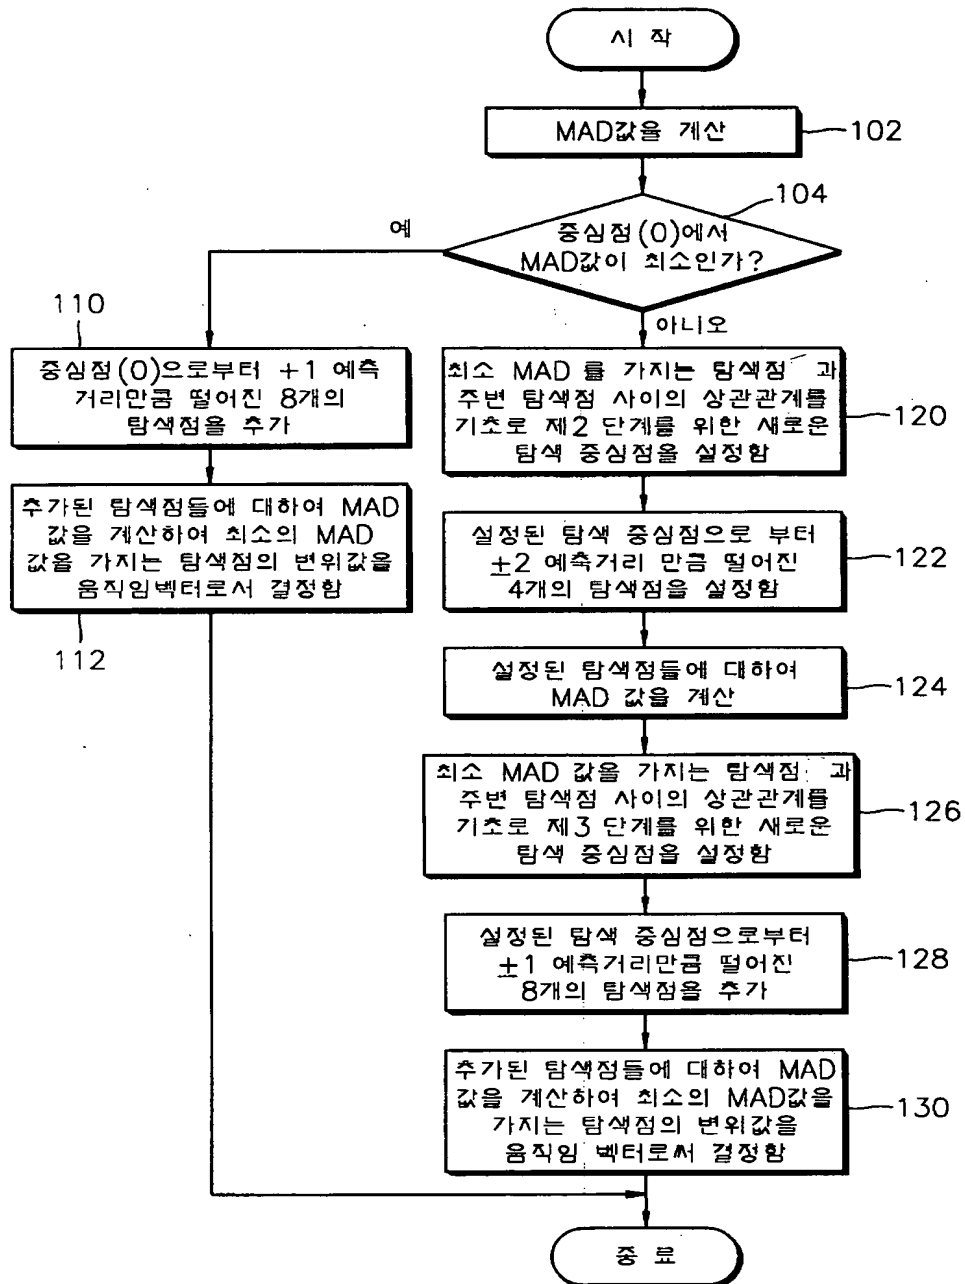 시 작
MAD값을 계산
102
104
중심점(0)에서
MAD값이 최소인가?
예
아니오
110
중심점(0)으로부터 +1 예측
거리만큼 떨어진 8개의
탐색점을 추가
추가된 탐색점들에 대하여 MAD
값을 계산하여 최소의 MAD
값을 가지는 탐색점의 변위값을
움직임벡터로서 결정함
112
최소 MAD 를 가지는 탐색점 과
주변 탐색점 사이의 상관관계를
기초로 제2 단계를 위한 새로운
탐색 중심점을 설정함
120
설정된 탐색 중심점으로 부터
±2 예측거리 만큼 떨어진
4개의 탐색점을 설정함
122
설정된 탐색점들에 대하여
MAD 값을 계산
124
최소 MAD 값을 가지는 탐색점 과
주변 탐색점 사이의 상관관계를
기초로 제3 단계를 위한 새로운
탐색 중심점을 설정함
126
설정된 탐색 중심점으로부터
±1 예측거리만큼 떨어진
8개의 탐색점을 추가
128
추가된 탐색점들에 대하여 MAD
값을 계산하여 최소의 MAD값을
가지는 탐색점의 변위값을
움직임 벡터로써 결정함
130
종 료